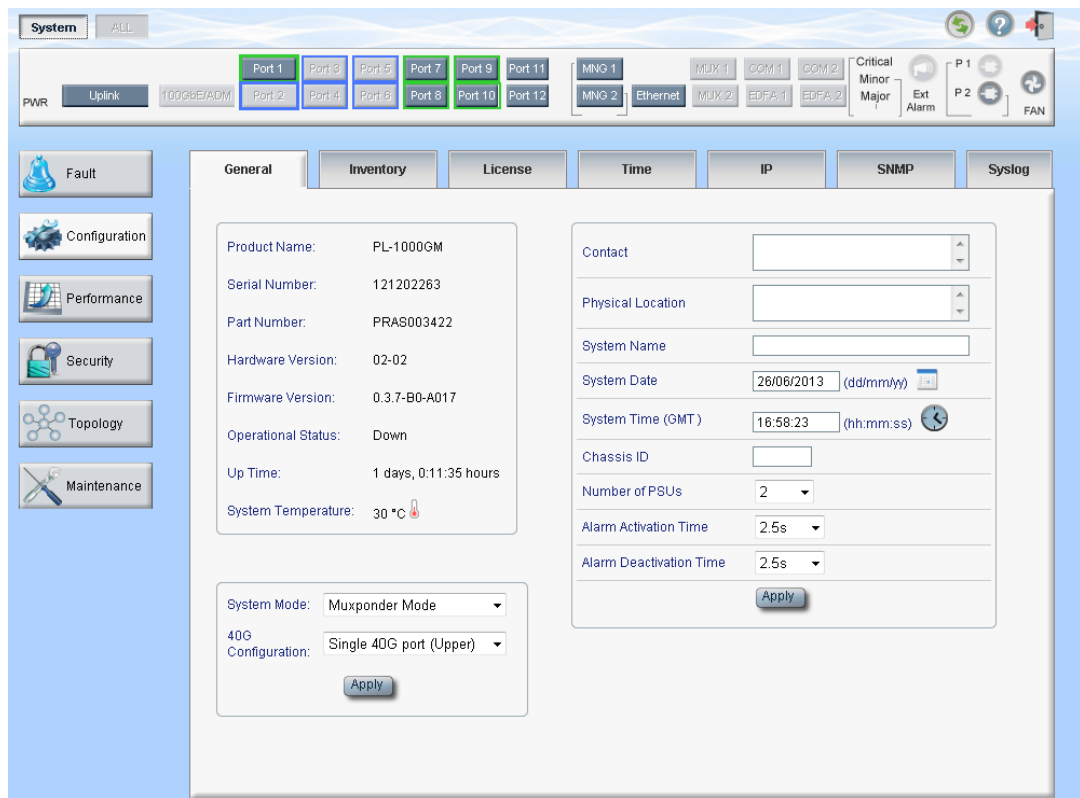 System ALL
Port 1 Port 3 Port 5 Port 7 Port 9 Port 11 MNG 1 MUX 1 COM 1 COM 2 Critical P 1
Minor
PWR Uplink 100GbE/ADM Port 2 Port 4 Port 6 Port 8 Port 10 Port 12 MNG 2 Ethernet MUX 2 EDFA 1 EDFA 2 Major Ext Alarm P 2 FAN
Fault
Configuration
Performance
Security
Topology
Maintenance
General Inventory License Time IP SNMP Syslog
Product Name: PL-1000GM
Serial Number: 121202263
Part Number: PRAS003422
Hardware Version: 02-02
Firmware Version: 0.3.7-B0-A017
Operational Status: Down
Up Time: 1 days, 0:11:35 hours
System Temperature: 30 °C
System Mode: Muxponder Mode
40G
Configuration: Single 40G port (Upper)
Apply
Contact
Physical Location
System Name
System Date 26/06/2013 (dd/mm/yy)
System Time (GMT) 16:58:23 (hh:mm:ss)
Chassis ID
Number of PSUs 2
Alarm Activation Time 2.5s
Alarm Deactivation Time 2.5s
Apply